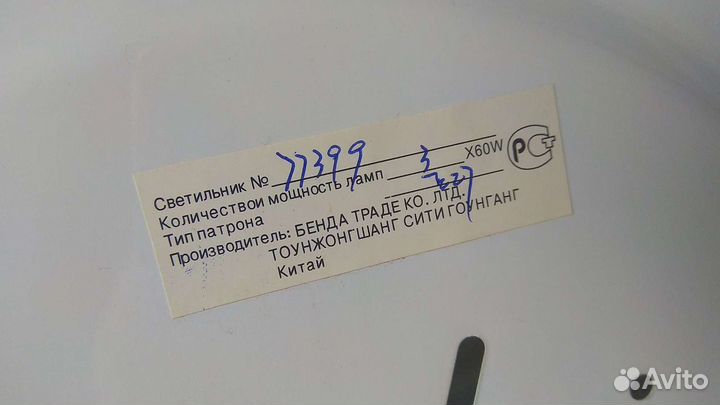 Светильник № 77399
Количествои мощность ламп 3 X60W
Тип патрона
Производитель: БЕНДА ТРАДЕ КО. ЛТД.
ТОУНЖОНГШАНГ СИТИ ГОУНГАНГ
Китай
РСТ
Avito